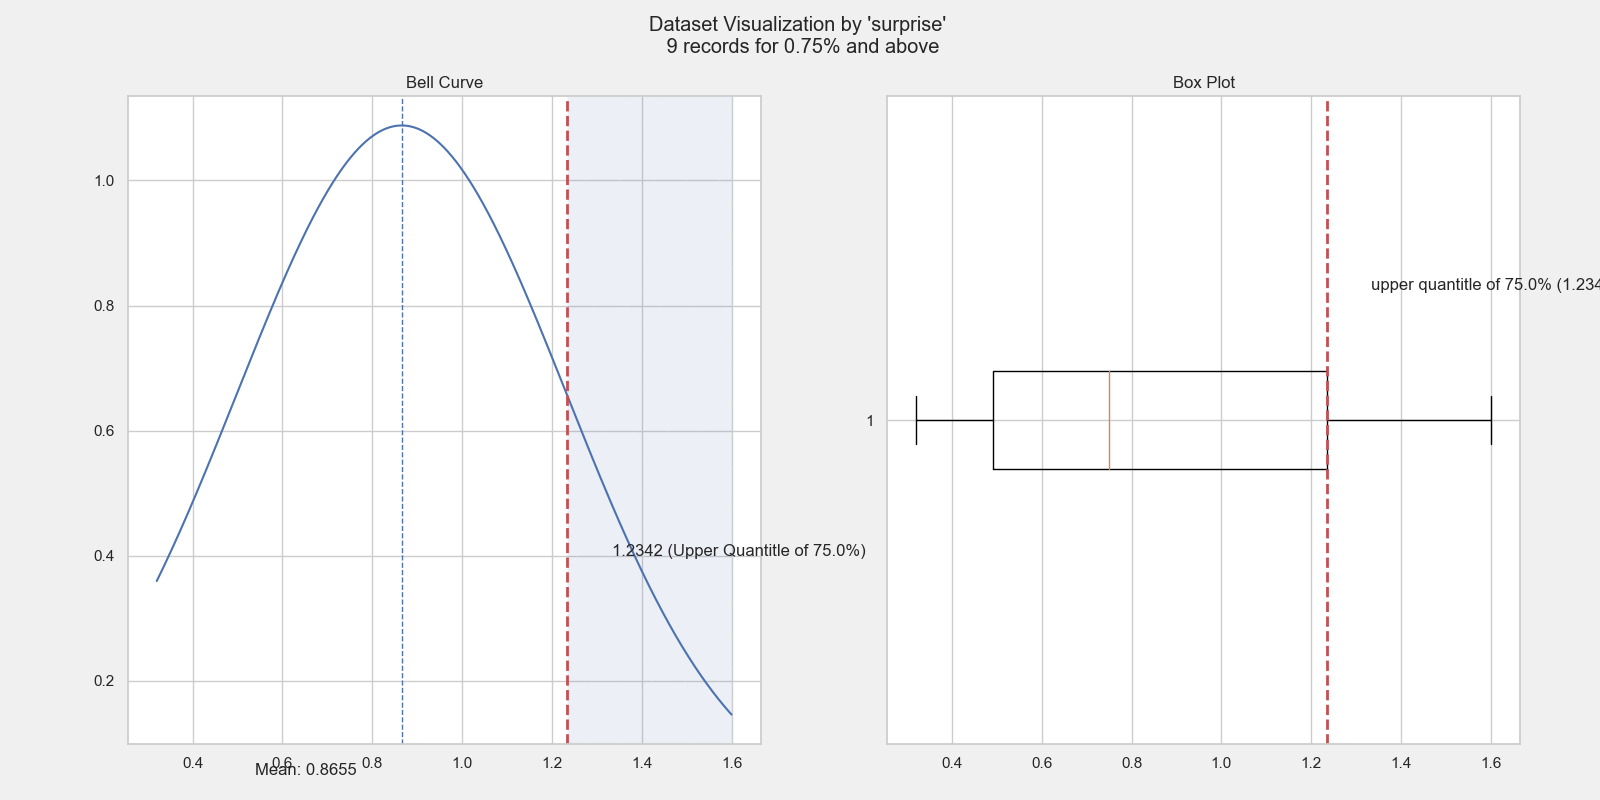 Dataset Visualization by 'surprise'
9 records for 0.75% and above
Bell Curve
1.0
0.8
0.6
0.4
0.2
1.2342 (Upper Quantitle of 75.0%)
0.4 0.6 0.8 1.0 1.2 1.4 1.6
Mean: 0.8655
Box Plot
upper quantitle of 75.0% (1.234
1
0.4 0.6 0.8 1.0 1.2 1.4 1.6